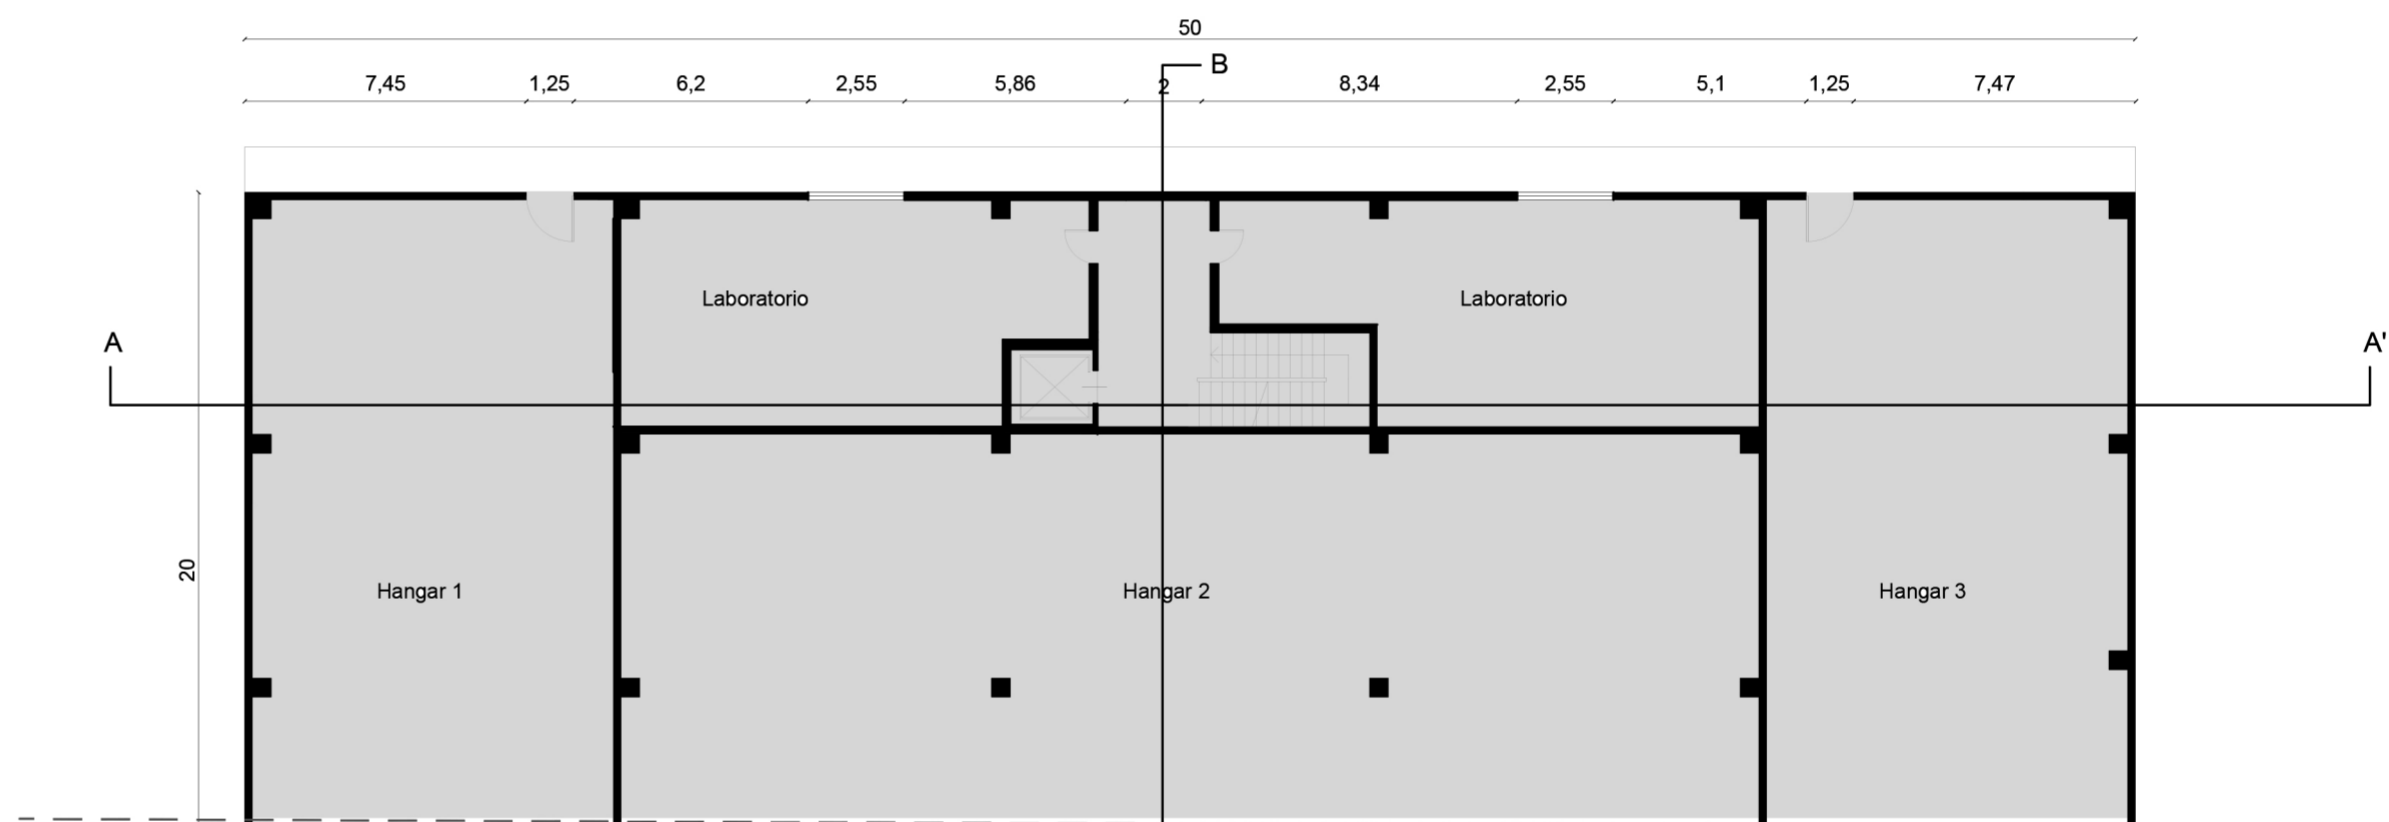 50
B
7,45 1,25 6,2 2,55 5,86 2 8,34 2,55 5,1 1,25 7,47
Laboratorio Laboratorio
A A'
20
Hangar 1 Hangar 2 Hangar 3